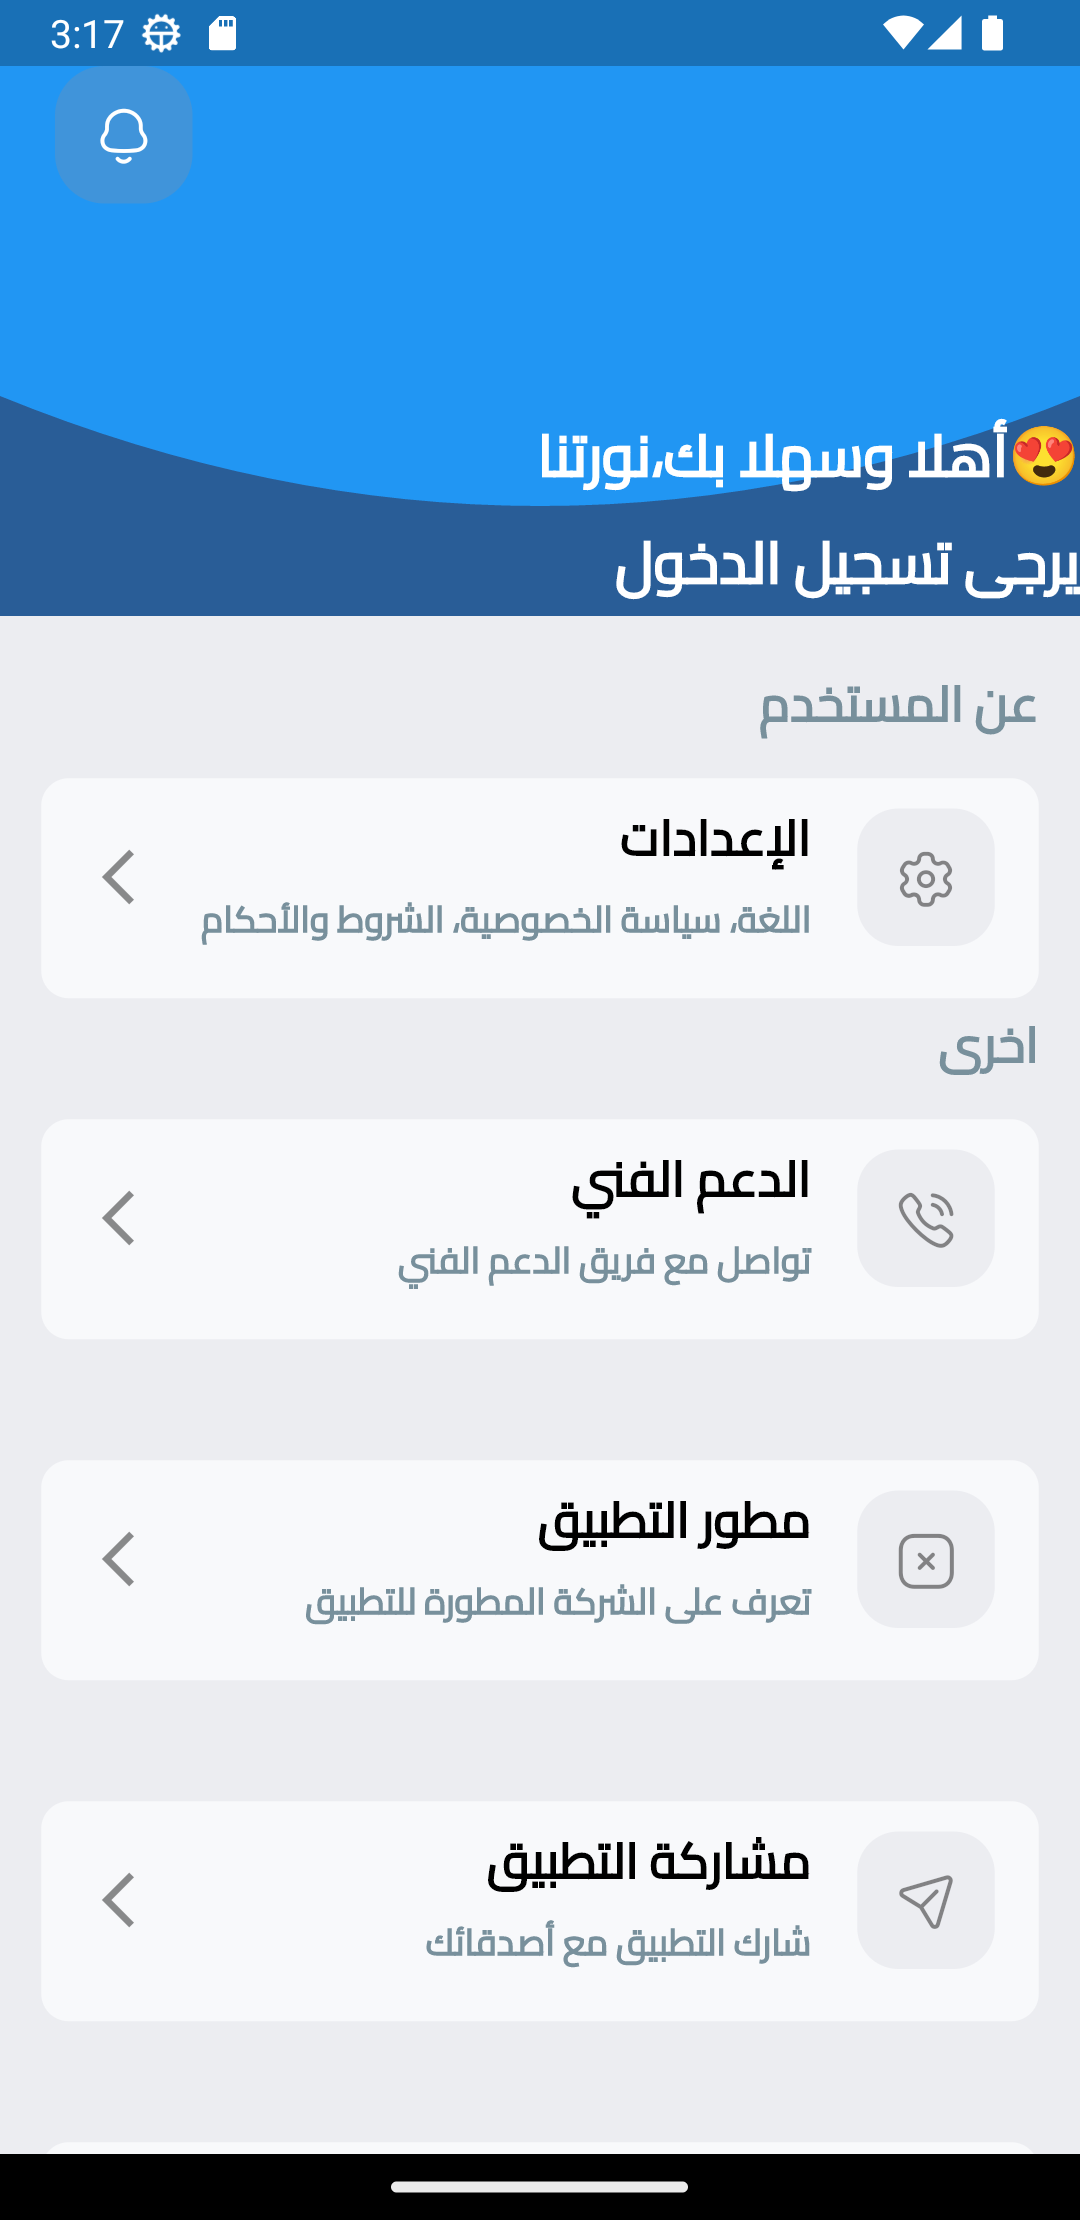 3:17
😍أهلا وسهلا بك،نورتنا
يرجى تسجيل الدخول
عن المستخدم
الإعدادات
اللغة، سياسة الخصوصية، الشروط والأحكام
اخرى
الدعم الفني
تواصل مع فريق الدعم الفني
مطور التطبيق
تعرف على الشركة المطورة للتطبيق
مشاركة التطبيق
شارك التطبيق مع أصدقائك